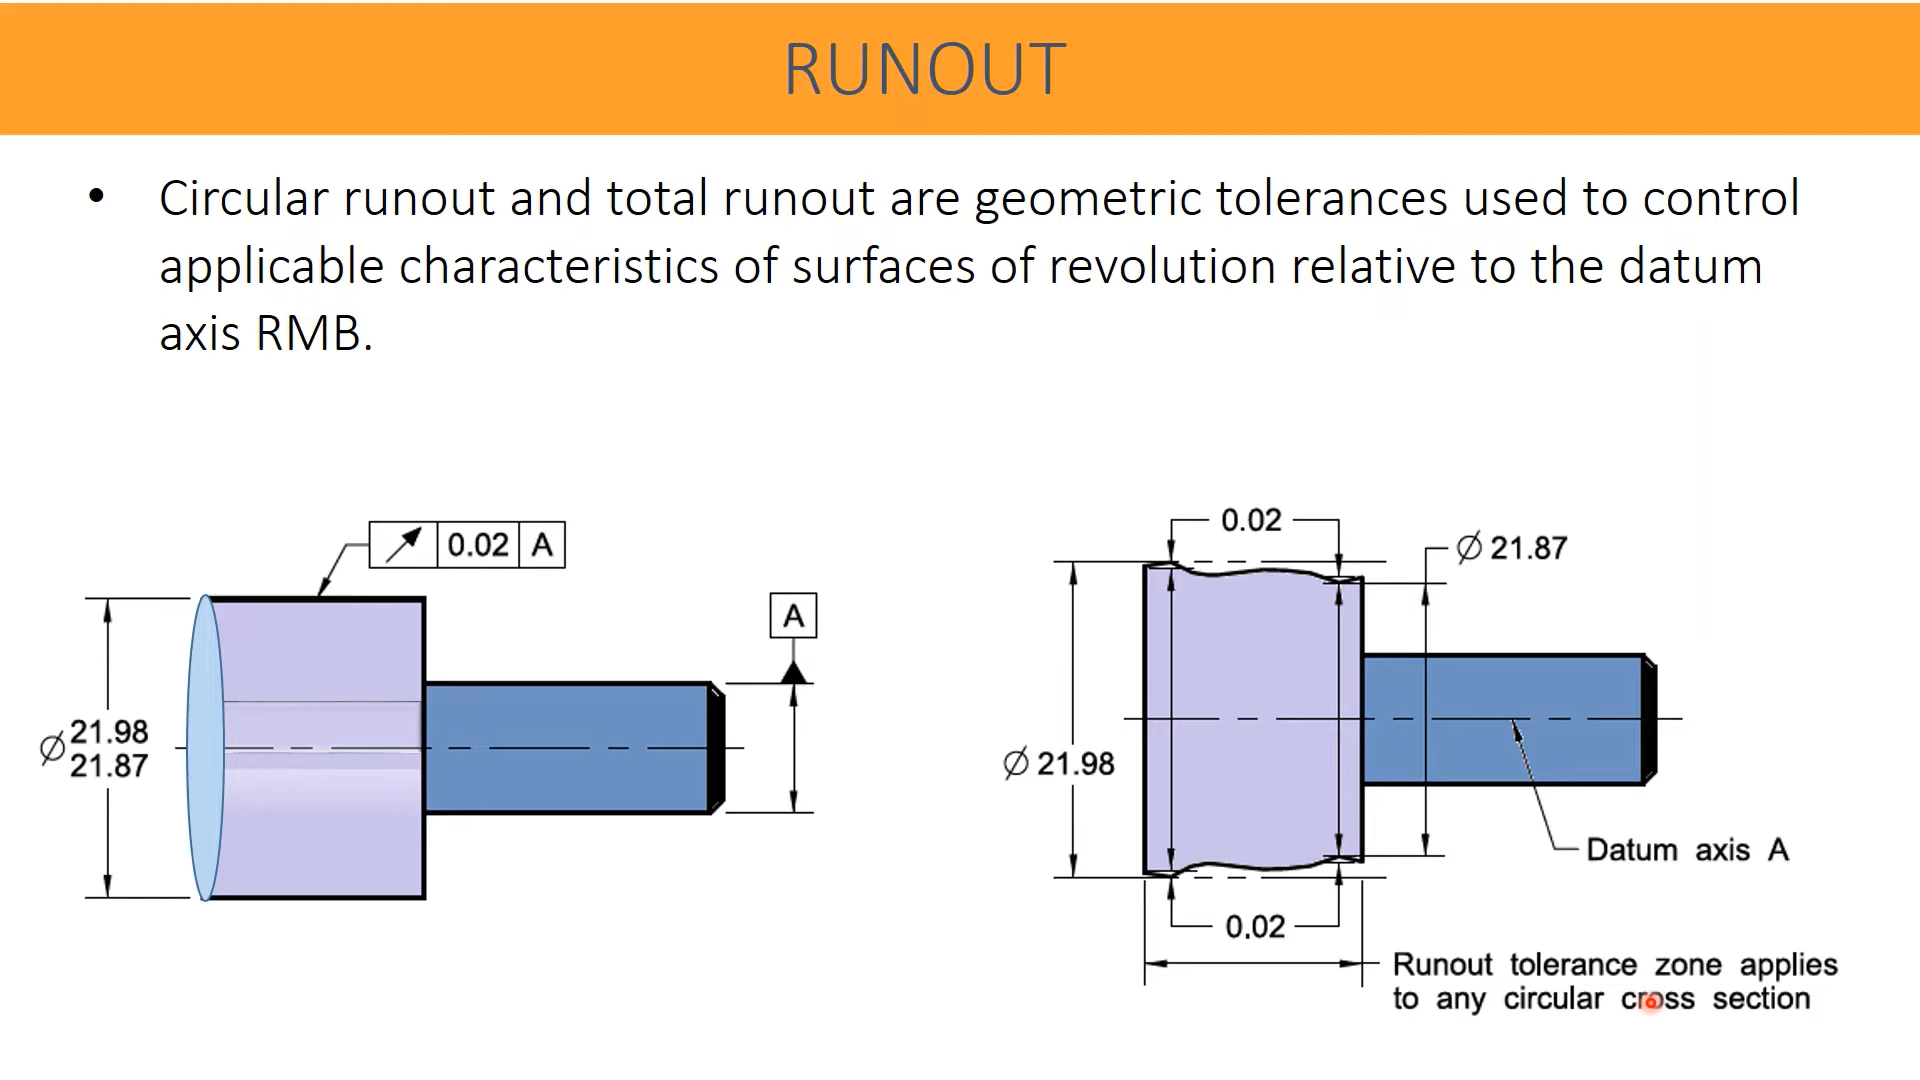 RUNOUT
• Circular runout and total runout are geometric tolerances used to control
applicable characteristics of surfaces of revolution relative to the datum
axis RMB.
0.02 A
A
⌀ 21.98
21.87
0.02
⌀ 21.87
⌀ 21.98
Datum axis A
0.02
Runout tolerance zone applies
to any circular cross section